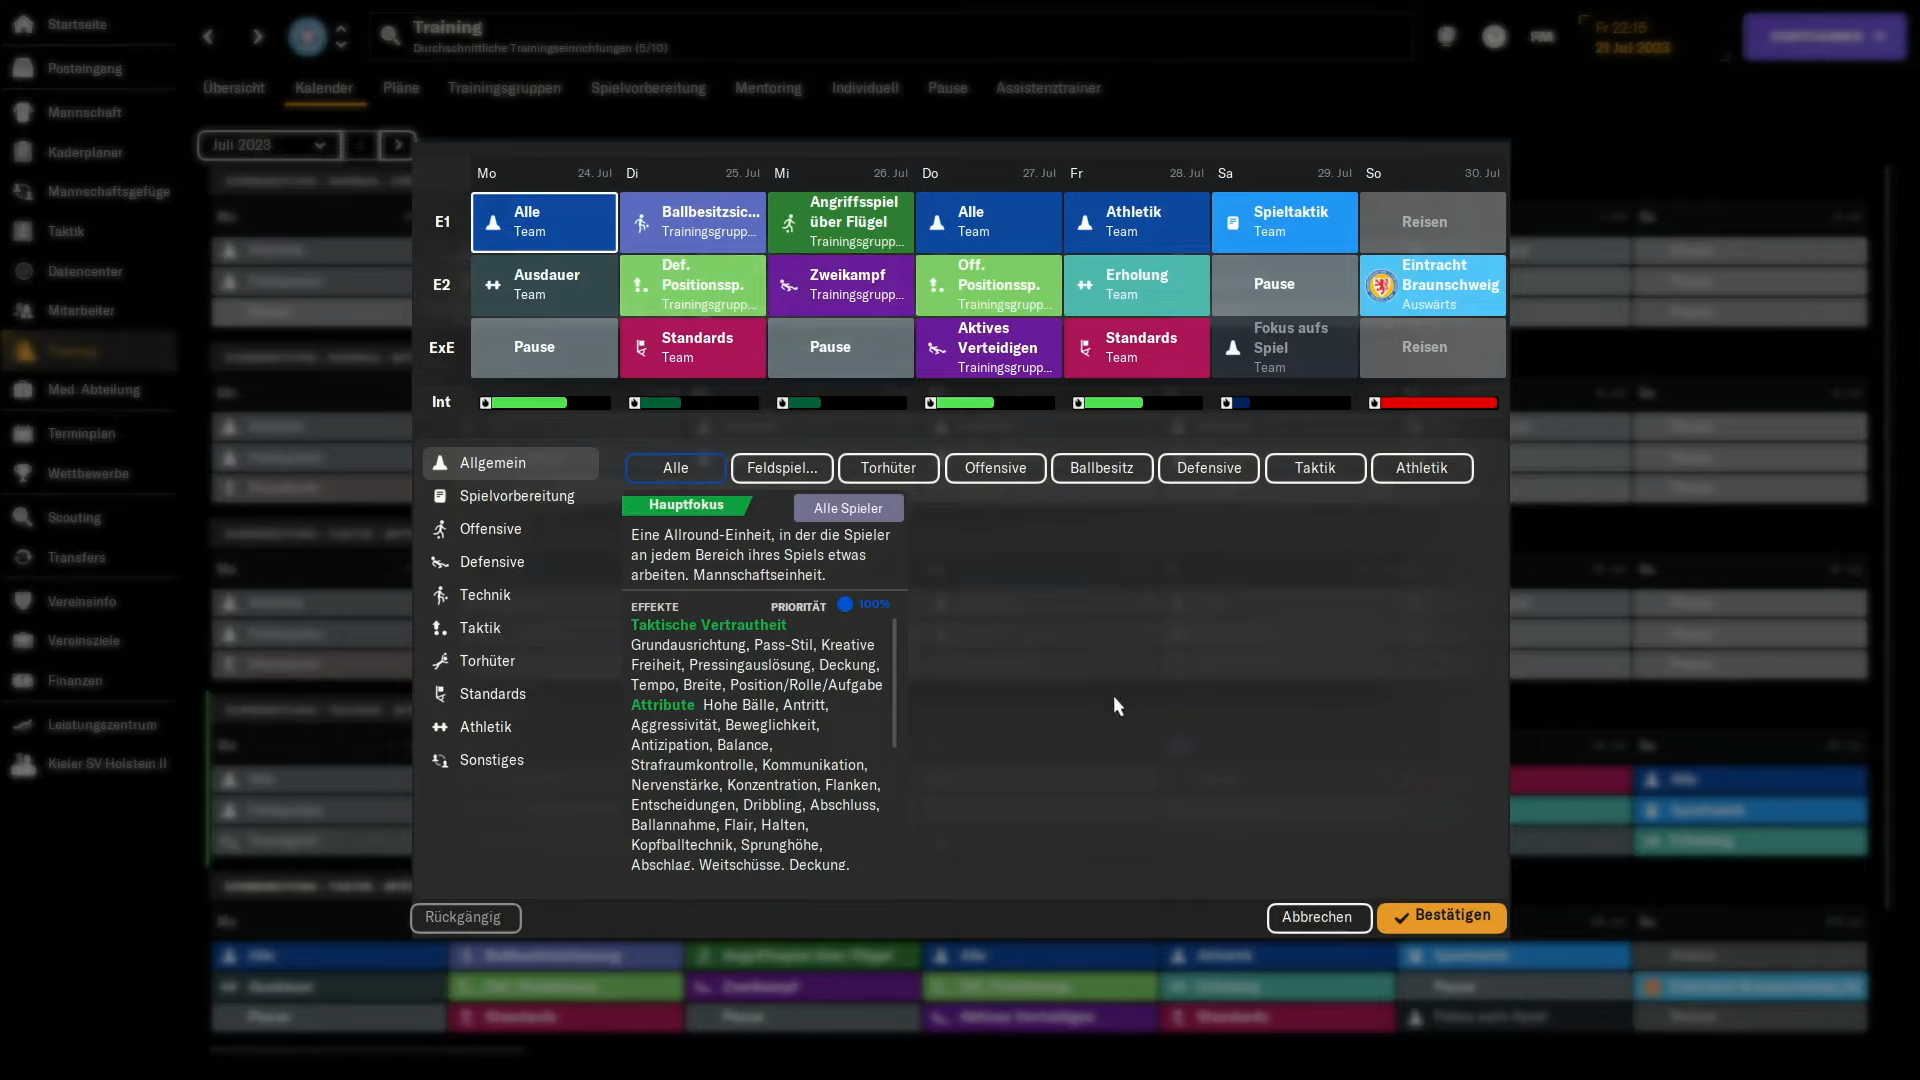 Startseite
Training
Durchschnittliche Trainingseinrichtungen (5/10)
Fr 22:15
21 Jul 2023
Posteingang
Übersicht
Kalender
Pläne
Trainingsgruppen
Spielvorbereitung
Mentoring
Individuell
Pause
Assistenztrainer
Mannschaft
Kaderplaner
Mannschaftsgefüge
Taktik
Datencenter
Mitarbeiter
Training
Med. Abteilung
Terminplan
Wettbewerbe
Scouting
Transfers
Vereinsinfo
Vereinsziele
Finanzen
Leistungszentrum
Kieler SV Holstein II
Juli 2023
Mo 24. Jul
Di 25. Jul
Mi 26. Jul
Do 27. Jul
Fr 28. Jul
Sa 29. Jul
So 30. Jul
E1
Alle
Team
Ballbesitzsic...
Trainingsgrupp...
Angriffsspiel
über Flügel
Trainingsgrupp...
Alle
Team
Athletik
Team
Spieltaktik
Team
Reisen
E2
Ausdauer
Team
Def.
Positionssp.
Trainingsgrupp...
Zweikampf
Trainingsgrupp...
Off.
Positionssp.
Trainingsgrupp...
Erholung
Team
Pause
Eintracht
Braunschweig
Auswärts
ExE
Pause
Standards
Team
Pause
Aktives
Verteidigen
Trainingsgrupp...
Standards
Team
Fokus aufs
Spiel
Team
Reisen
Int
Allgemein
Spielvorbereitung
Offensive
Defensive
Technik
Taktik
Torhüter
Standards
Athletik
Sonstiges
Alle
Feldspiel...
Torhüter
Offensive
Ballbesitz
Defensive
Taktik
Athletik
Hauptfokus
Alle Spieler
Eine Allround-Einheit, in der die Spieler
an jedem Bereich ihres Spiels etwas
arbeiten. Mannschaftseinheit.
EFFEKTE PRIORITÄT 100%
Taktische Vertrautheit
Grundausrichtung, Pass-Stil, Kreative
Freiheit, Pressingauslösung, Deckung,
Tempo, Breite, Position/Rolle/Aufgabe
Attribute Hohe Bälle, Antritt,
Aggressivität, Beweglichkeit,
Antizipation, Balance,
Strafraumkontrolle, Kommunikation,
Nervenstärke, Konzentration, Flanken,
Entscheidungen, Dribbling, Abschluss,
Ballannahme, Flair, Halten,
Kopfballtechnik, Sprunghöhe,
Abschlag, Weitschüsse, Deckung,
Rückgängig
Abbrechen
Bestätigen